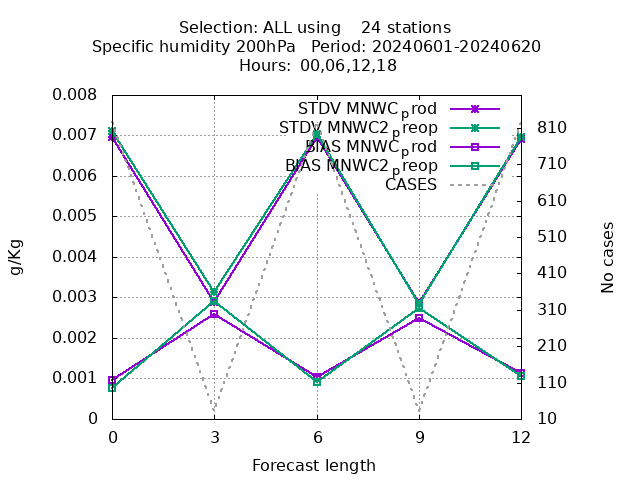 Selection: ALL using    24 stations
Specific humidity 200hPa   Period: 20240601-20240620
Hours:  00,06,12,18
0.008
0.007
0.006
0.005
0.004
0.003
0.002
0.001
0
g/Kg
STDV MNWC_prod
STDV MNWC2_preop
BIAS MNWC_prod
BIAS MNWC2_preop
CASES
810
710
610
510
410
310
210
110
10
No cases
0 3 6 9 12
Forecast length